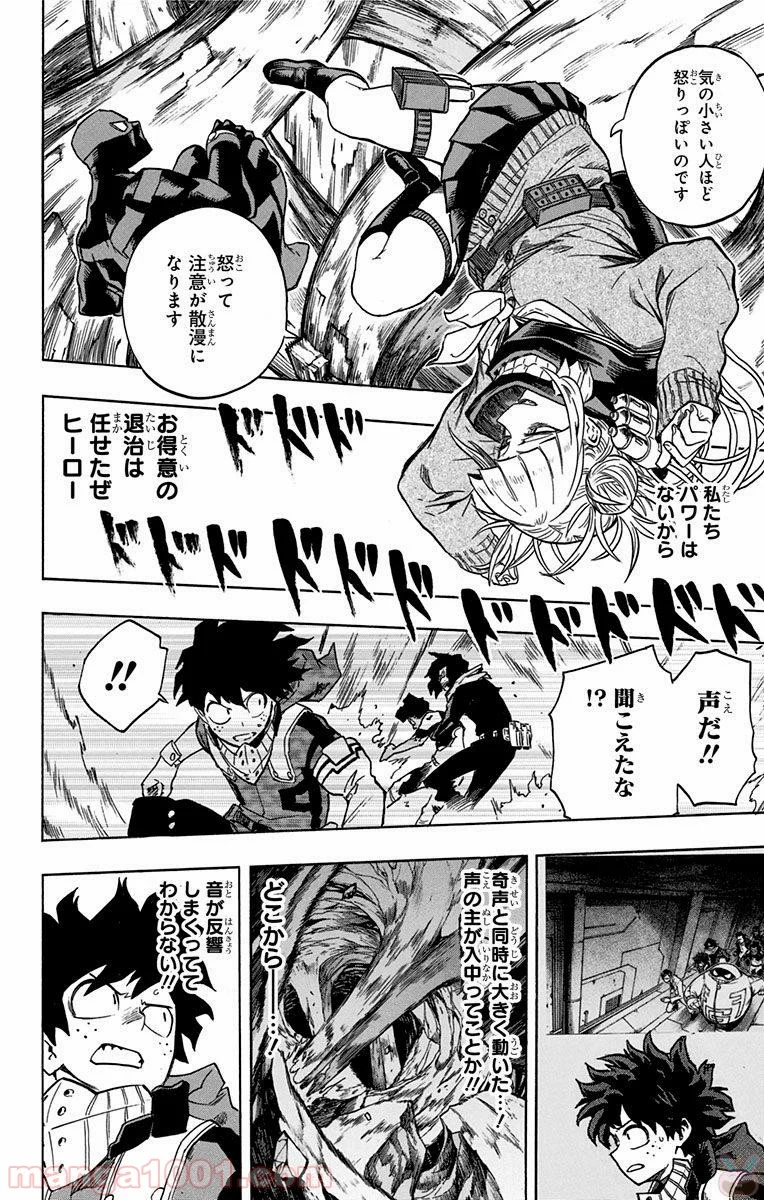 気の小さい人ほど
怒りっぽいのです
怒って
注意が散漫に
なります
私たち
パワーは
ないから
お得意の
退治は
任せたぜ
ヒーロー
ドドド
ドドドドド
ドドドドド
声だ!!
聞こえたな
!?
!!
奇声と同時に大きく動いた…!
声の主が入中ってことか!!
どこから──…!
音が反響
しまくってて
わからない!!
manga1001.com